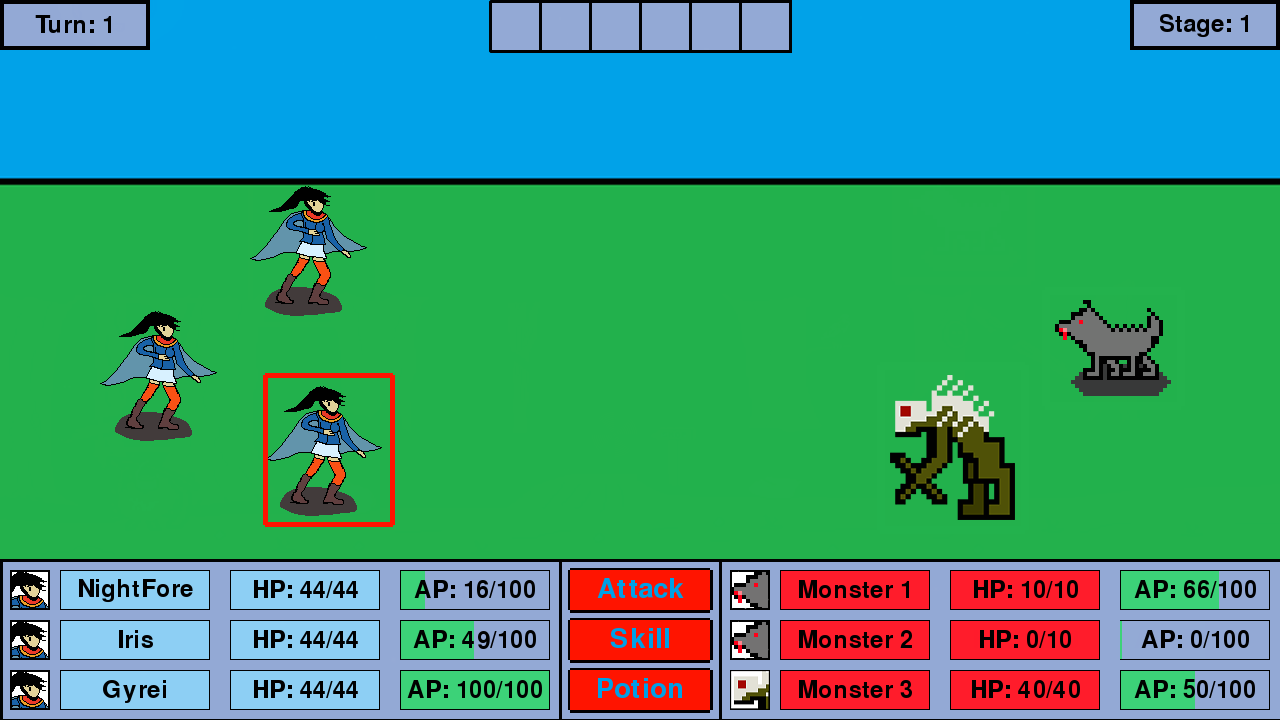 Turn: 1
Stage: 1
NightFore HP: 44/44 AP: 16/100 Attack Monster 1 HP: 10/10 AP: 66/100
Iris HP: 44/44 AP: 49/100 Skill Monster 2 HP: 0/10 AP: 0/100
Gyrei HP: 44/44 AP: 100/100 Potion Monster 3 HP: 40/40 AP: 50/100